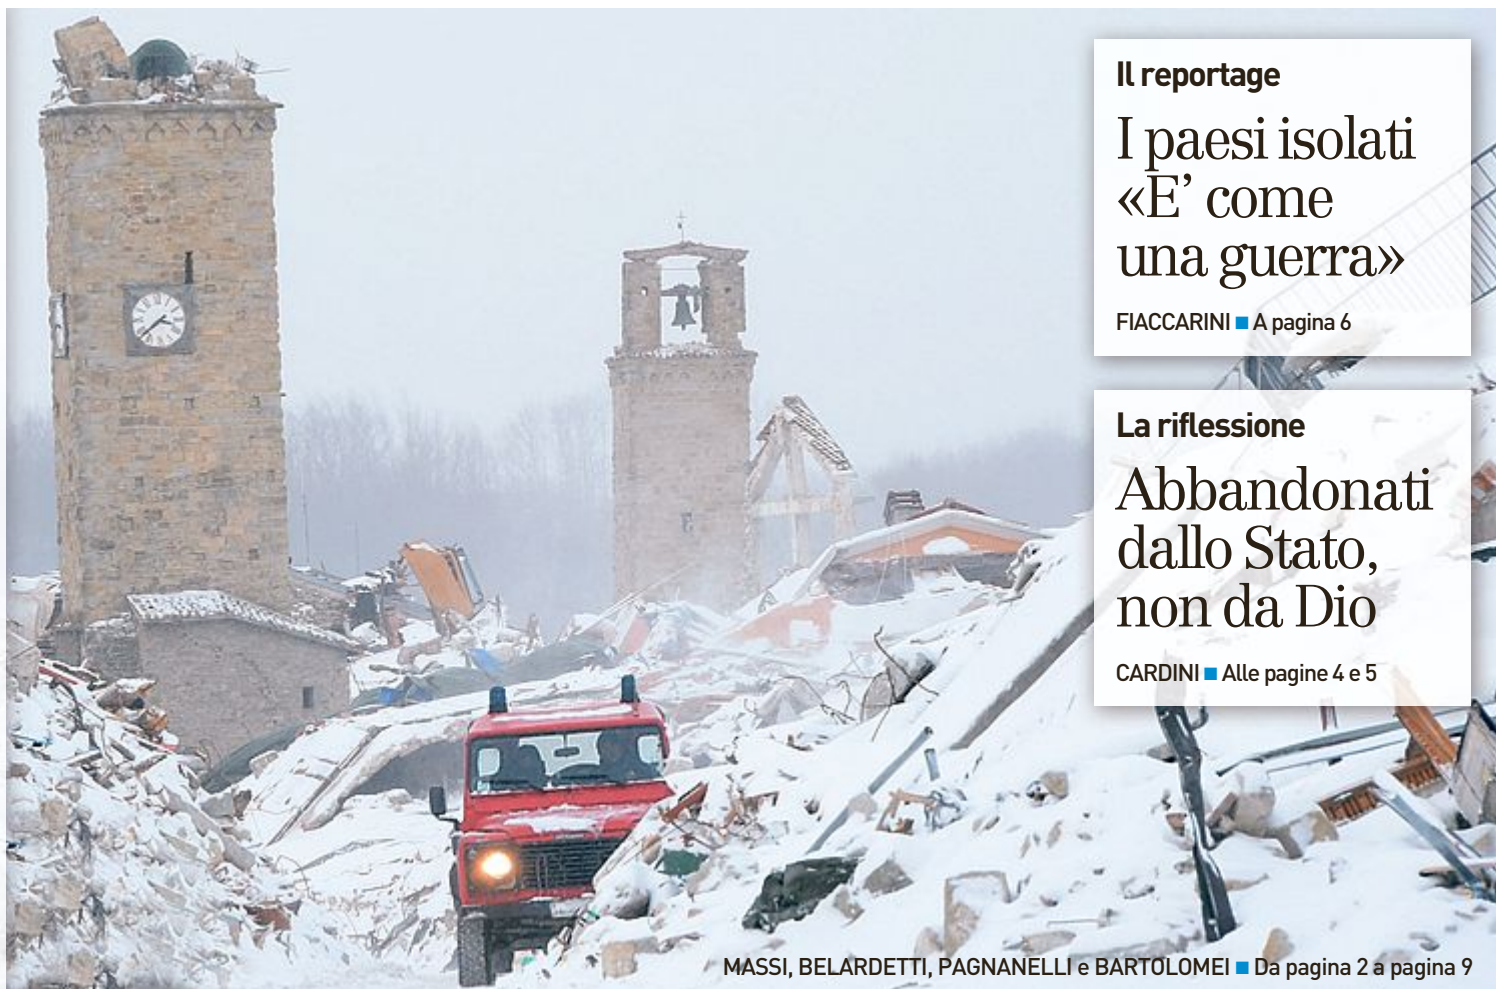 Il reportage
I paesi isolati
«E’ come
una guerra»
FIACCARINI ■ A pagina 6
La riflessione
Abbandonati
dallo Stato,
non da Dio
CARDINI ■ Alle pagine 4 e 5
MASSI, BELARDETTI, PAGNANELLI e BARTOLOMEI ■ Da pagina 2 a pagina 9